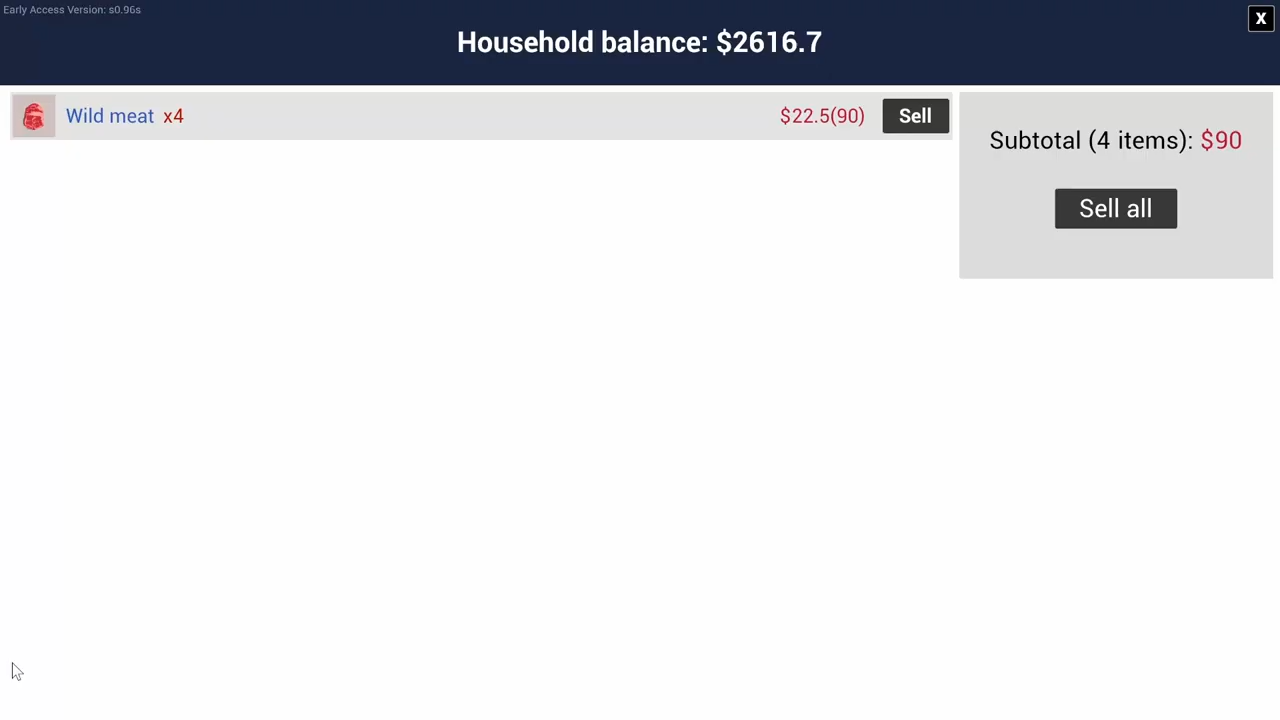 Early Access Version: s0.96s
X
Household balance: $2616.7
Wild meat x4 $22.5(90) Sell
Subtotal (4 items): $90
Sell all